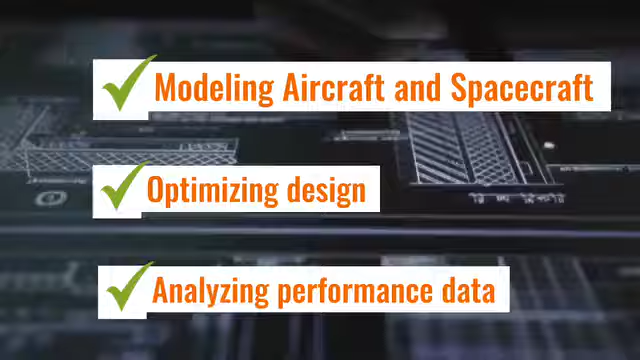 Modeling Aircraft and Spacecraft
Optimizing design
Analyzing performance data